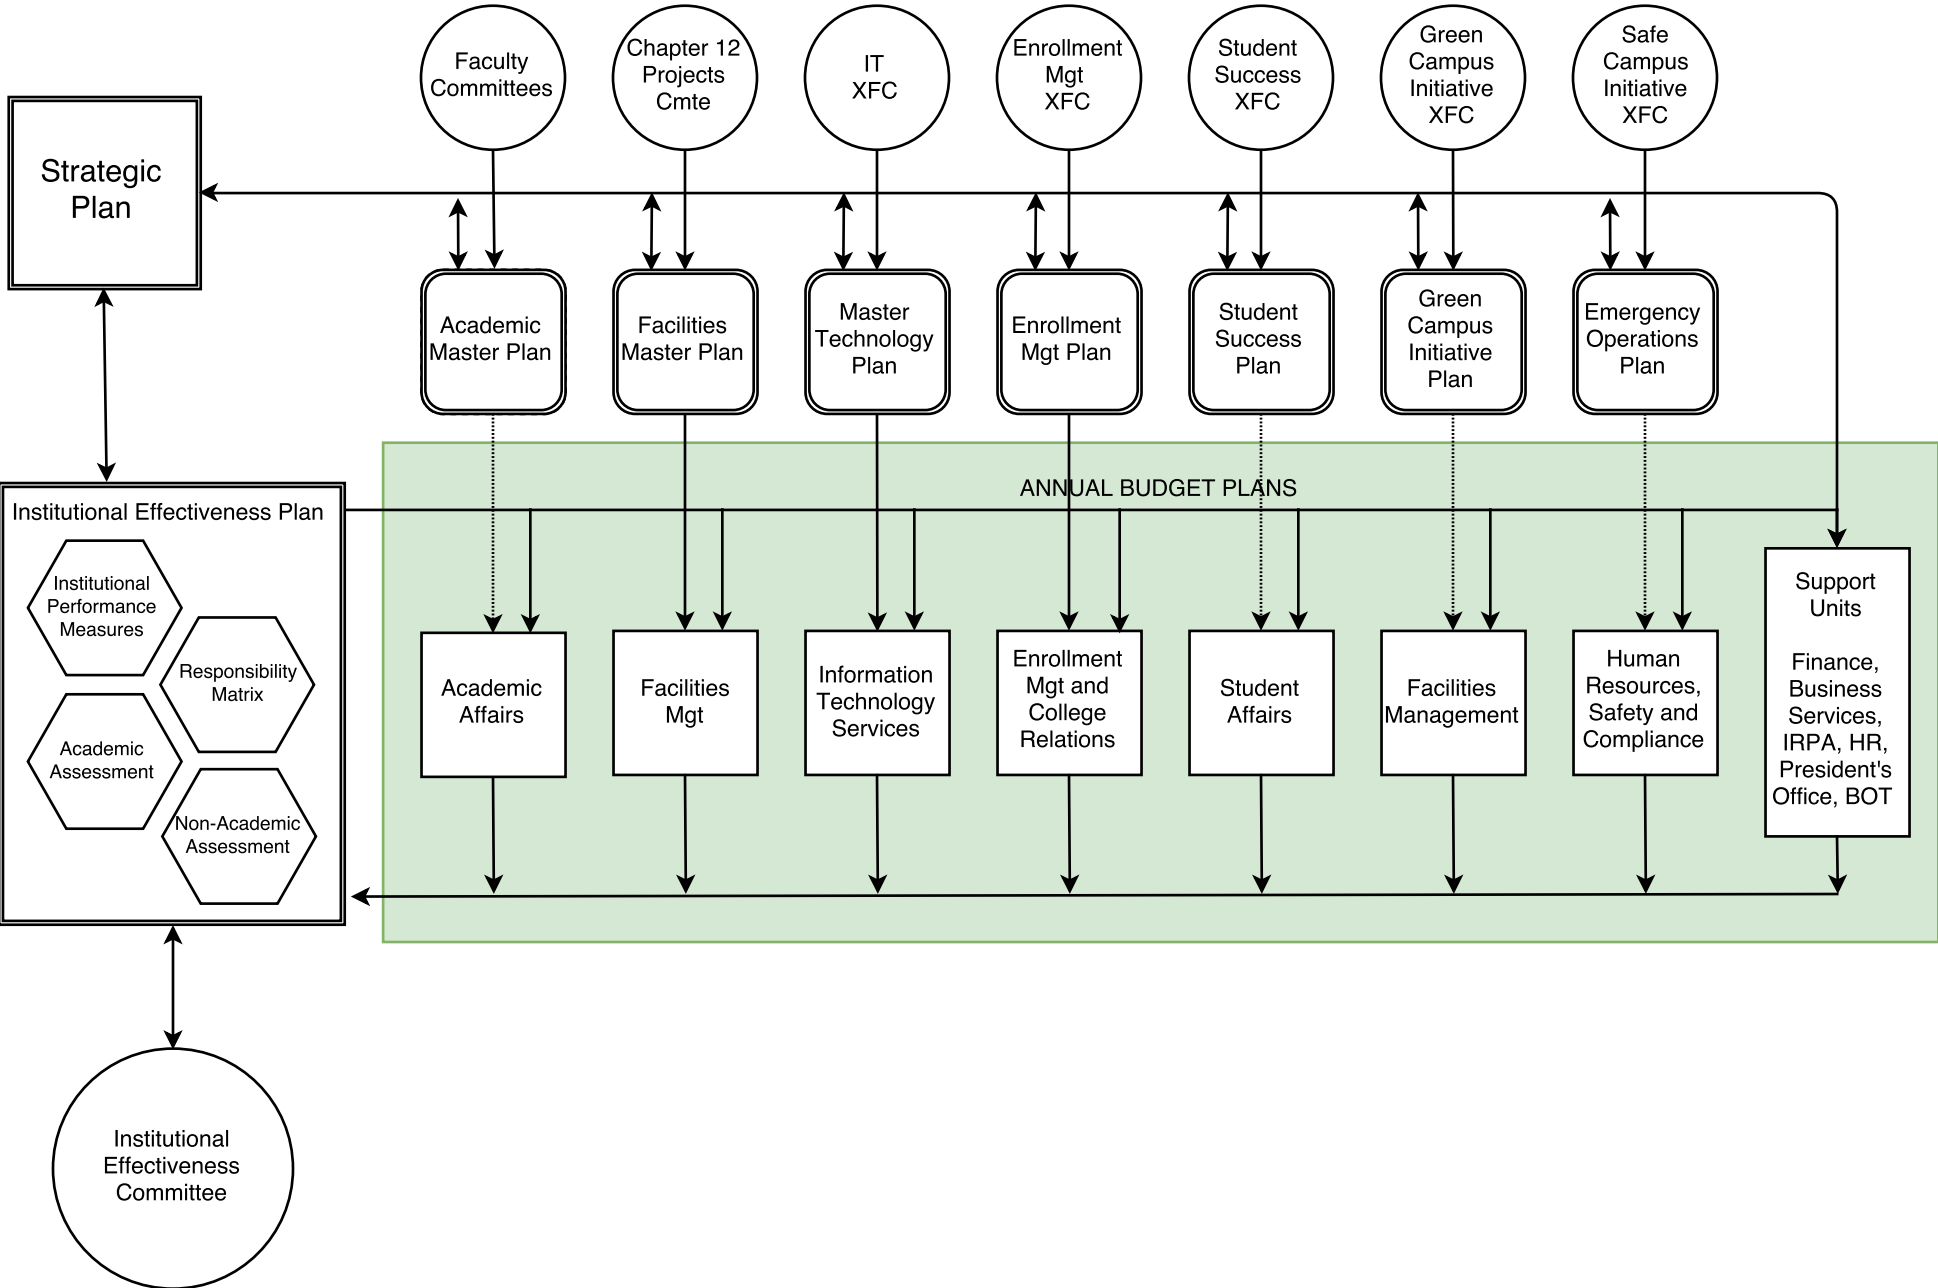 Faculty
Committees
Chapter 12
Projects
Cmte
IT
XFC
Enrollment
Mgt
XFC
Student
Success
XFC
Green
Campus
Initiative
XFC
Safe
Campus
Initiative
XFC
Strategic
Plan
Academic
Master Plan
Facilities
Master Plan
Master
Technology
Plan
Enrollment
Mgt Plan
Student
Success
Plan
Green
Campus
Initiative
Plan
Emergency
Operations
Plan
ANNUAL BUDGET PLANS
Institutional Effectiveness Plan
Institutional
Performance
Measures
Responsibility
Matrix
Academic
Assessment
Non-Academic
Assessment
Academic
Affairs
Facilities
Mgt
Information
Technology
Services
Enrollment
Mgt and
College
Relations
Student
Affairs
Facilities
Management
Human
Resources,
Safety and
Compliance
Support
Units
Finance,
Business
Services,
IRPA, HR,
President's
Office, BOT
Institutional
Effectiveness
Committee